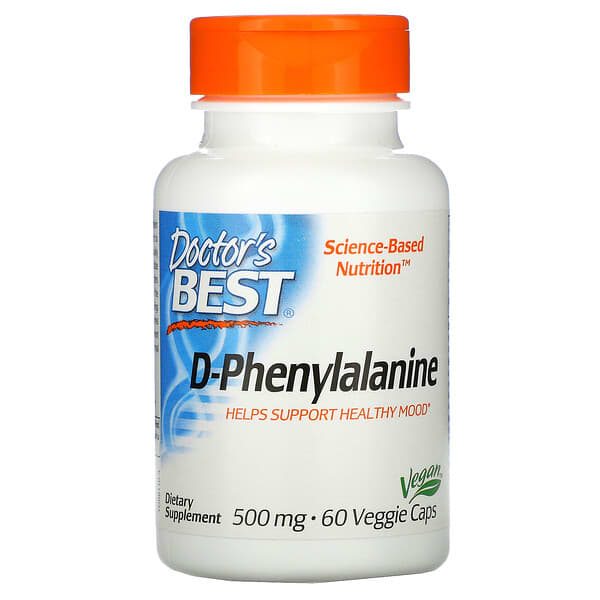 Doctor's
BEST®
Science-Based
Nutrition™
D-Phenylalanine
HELPS SUPPORT HEALTHY MOOD*
Vegan
Dietary
Supplement
500 mg • 60 Veggie Caps